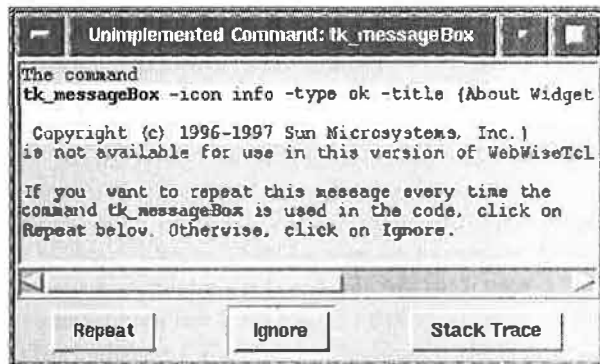 Unimplemented Command: tk_messageBox
The command
tk_messageBox -icon info -type ok -title {About Widget
Copyright (c) 1996-1997 Sun Microsystems, Inc.}
is not available for use in this version of WebWiseTcl
If you want to repeat this message every time the
command tk_messageBox is used in the code, click on
Repeat below. Otherwise, click on Ignore.
Repeat
Ignore
Stack Trace